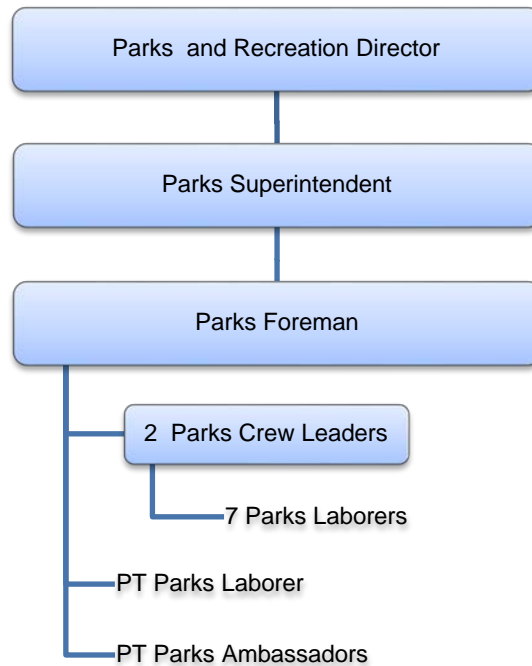 Parks and Recreation Director
Parks Superintendent
Parks Foreman
2 Parks Crew Leaders
7 Parks Laborers
PT Parks Laborer
PT Parks Ambassadors